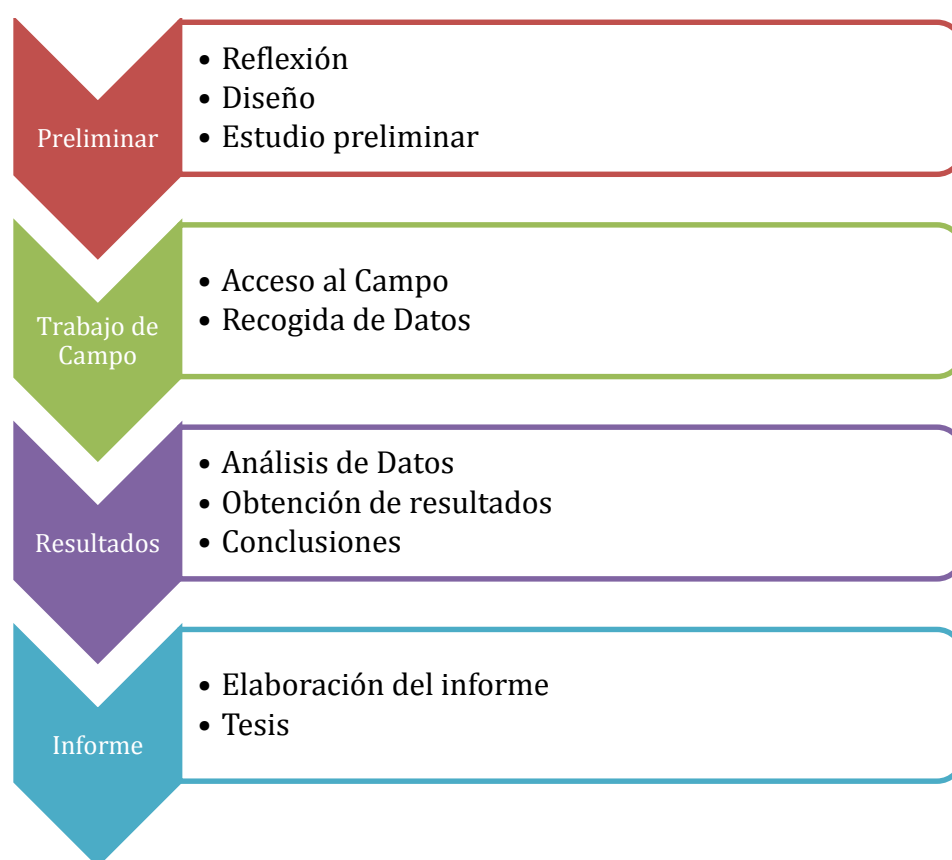 Preliminar
• Reflexión
• Diseño
• Estudio preliminar
Trabajo de
Campo
• Acceso al Campo
• Recogida de Datos
Resultados
• Análisis de Datos
• Obtención de resultados
• Conclusiones
Informe
• Elaboración del informe
• Tesis